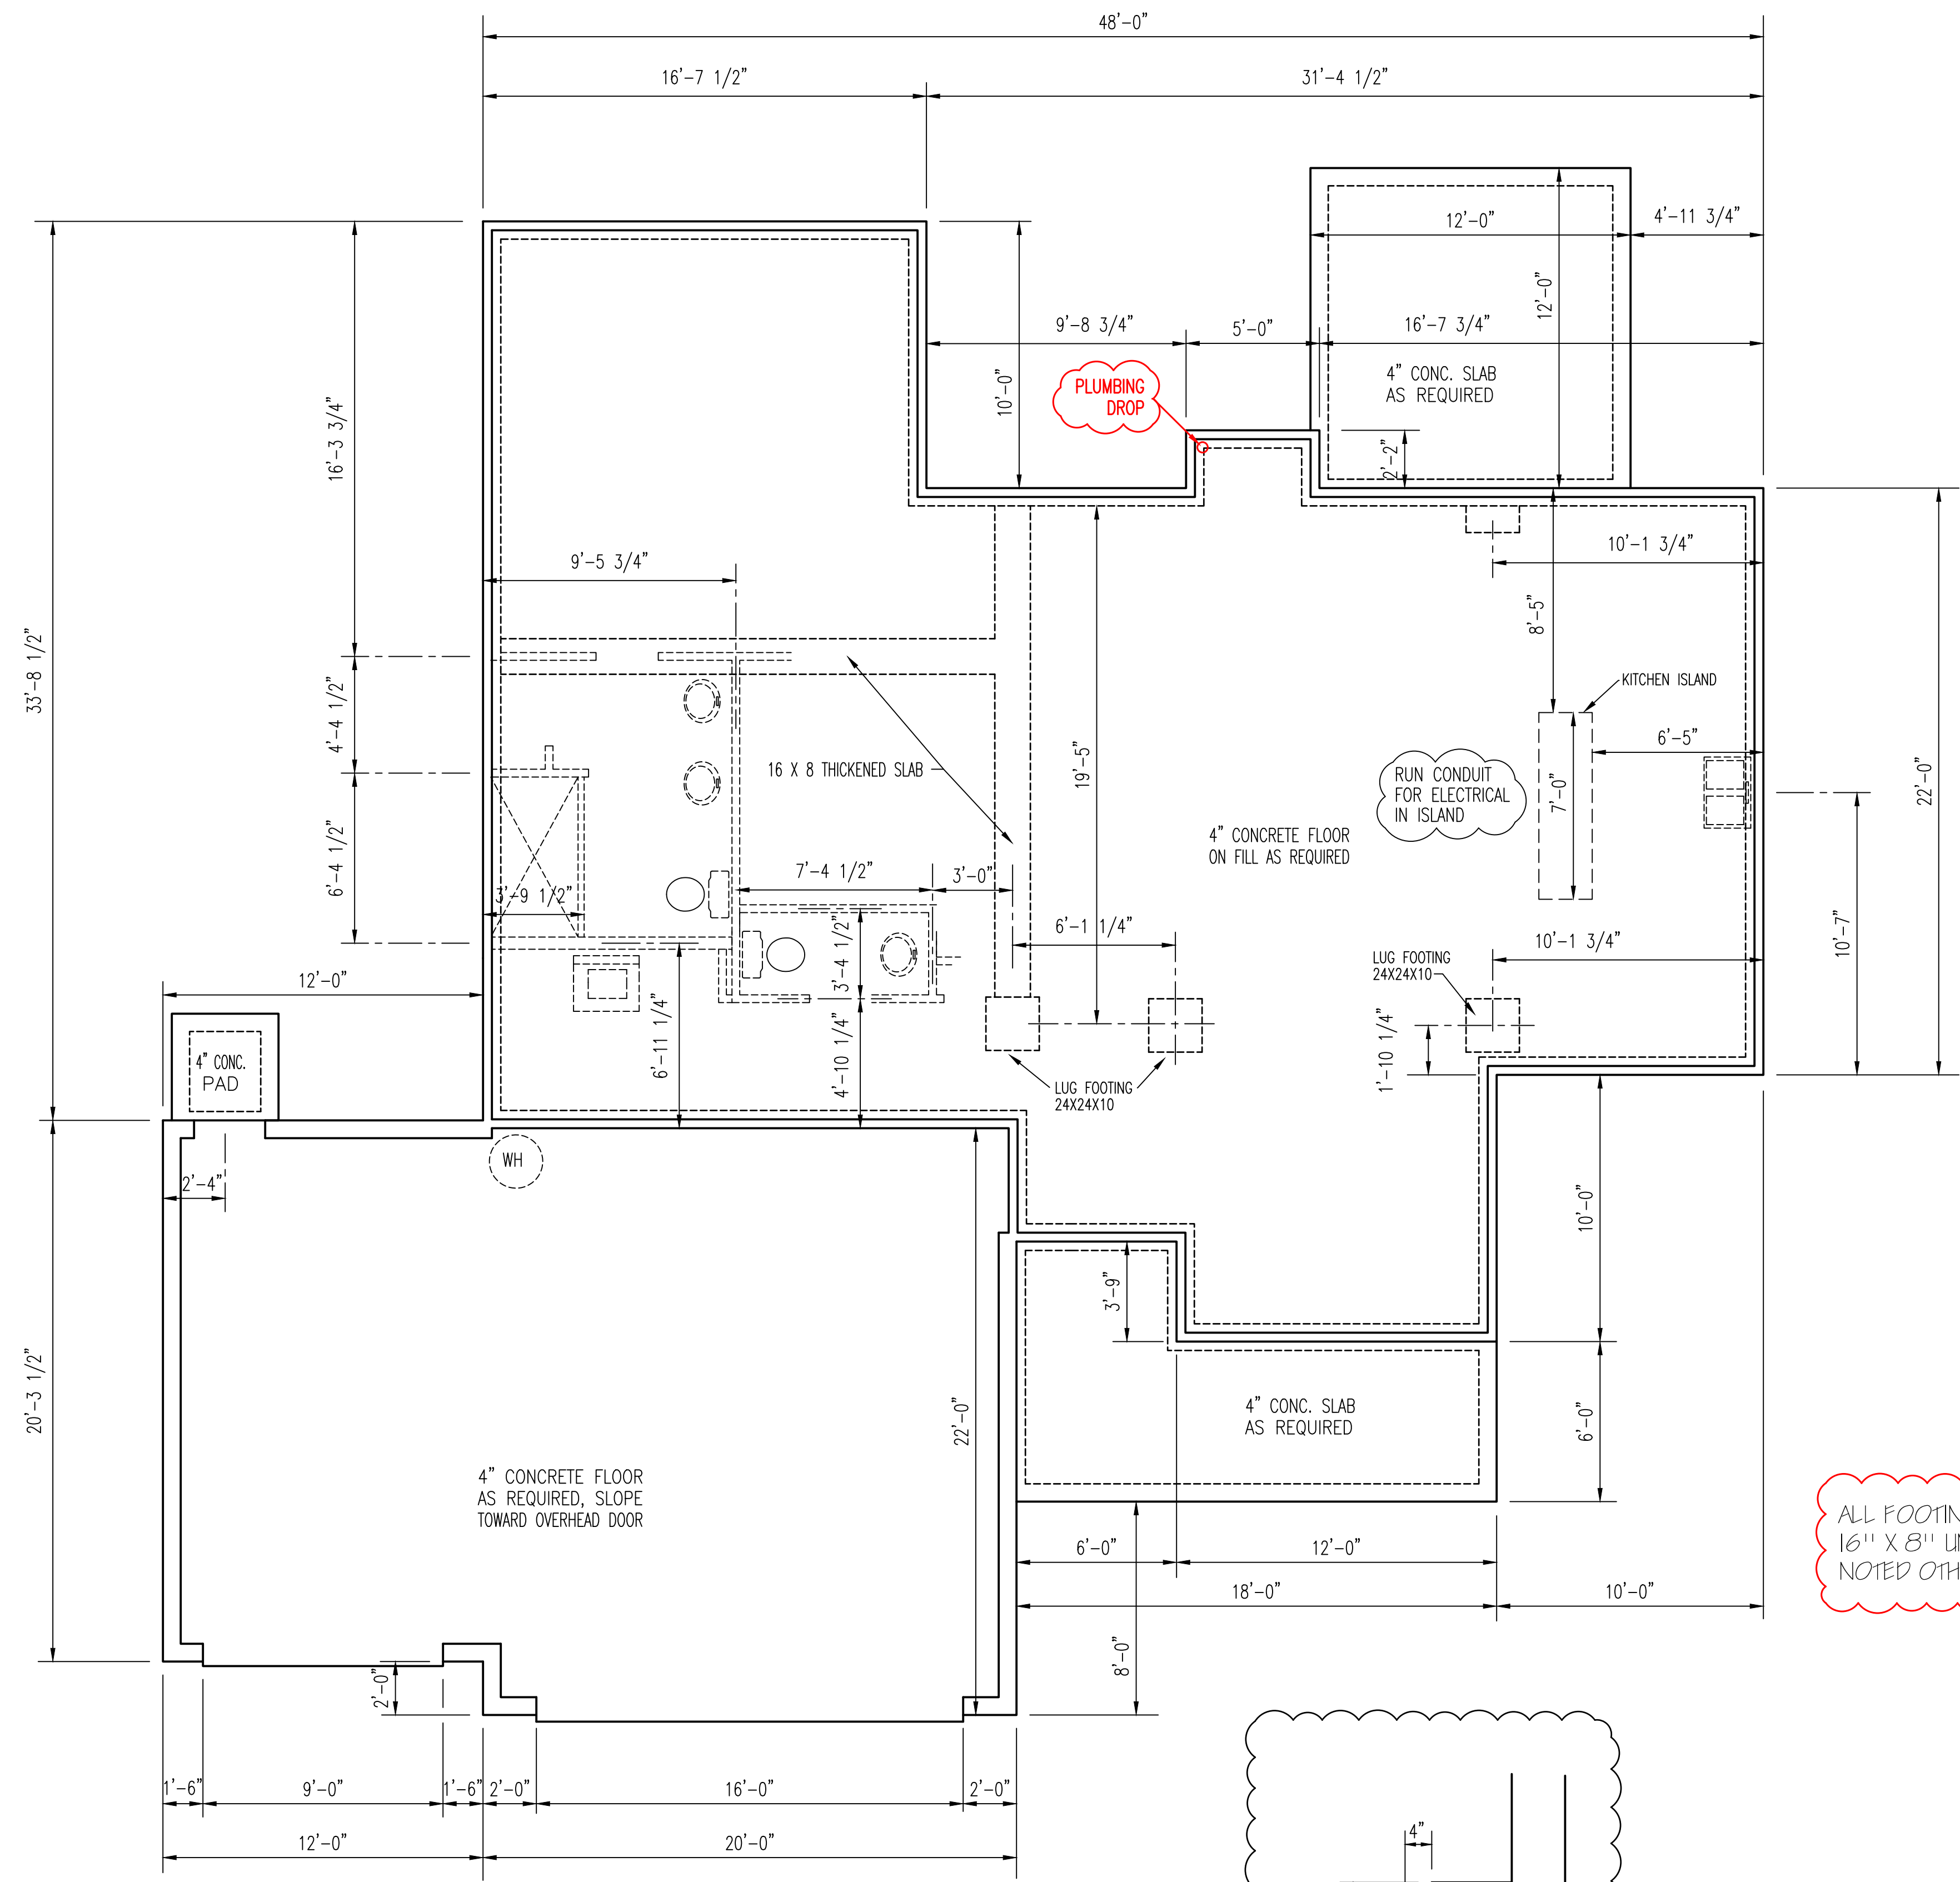 48'-0"
16'-7 1/2"
31'-4 1/2"
12'-0"
4'-11 3/4"
12'-0"
9'-8 3/4"
5'-0"
16'-7 3/4"
10'-0"
PLUMBING
DROP
4" CONC. SLAB
AS REQUIRED
2'-2"
16'-3 3/4"
33'-8 1/2"
9'-5 3/4"
10'-1 3/4"
8'-5"
KITCHEN ISLAND
4'-4 1/2"
6'-5"
16 X 8 THICKENED SLAB
19'-5"
RUN CONDUIT
FOR ELECTRICAL
IN ISLAND
7'-0"
22'-0"
4" CONCRETE FLOOR
ON FILL AS REQUIRED
6'-4 1/2"
3'-9 1/2"
7'-4 1/2"
3'-0"
6'-1 1/4"
3'-4 1/2"
10'-1 3/4"
10'-7"
LUG FOOTING
24X24X10
12'-0"
6'-11 1/4"
4'-10 1/4"
1'-10 1/4"
4" CONC.
PAD
LUG FOOTING
24X24X10
WH
2'-4"
10'-0"
3'-9"
20'-3 1/2"
22'-0"
4" CONC. SLAB
AS REQUIRED
6'-0"
4" CONCRETE FLOOR
AS REQUIRED, SLOPE
TOWARD OVERHEAD DOOR
ALL
16" X 8"
NOTED
6'-0"
12'-0"
18'-0"
10'-0"
8'-0"
2'-0"
1'-6"
9'-0"
1'-6"
2'-0"
16'-0"
2'-0"
12'-0"
20'-0"
4"